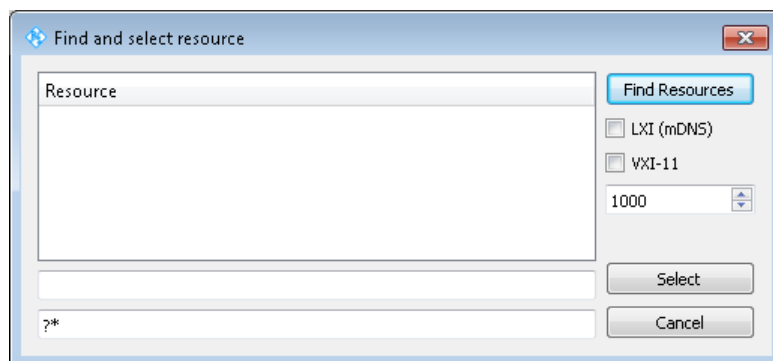 Find and select resource
Resource
Find Resources
LXI (mDNS)
VXI-11
1000
Select
?*
Cancel